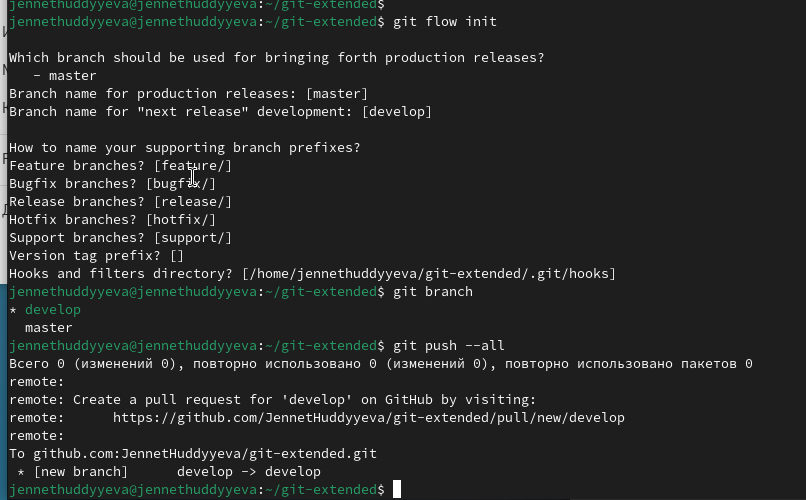 jennethuddyyeva@jennethuddyyeva:~/git-extended$
jennethuddyyeva@jennethuddyyeva:~/git-extended$ git flow init
Which branch should be used for bringing forth production releases?
   - master
Branch name for production releases: [master]
Branch name for "next release" development: [develop]
How to name your supporting branch prefixes?
Feature branches? [feature/]
Bugfix branches? [bugfix/]
Release branches? [release/]
Hotfix branches? [hotfix/]
Support branches? [support/]
Version tag prefix? []
Hooks and filters directory? [/home/jennethuddyyeva/git-extended/.git/hooks]
jennethuddyyeva@jennethuddyyeva:~/git-extended$ git branch
* develop
  master
jennethuddyyeva@jennethuddyyeva:~/git-extended$ git push --all
Всего 0 (изменений 0), повторно использовано 0 (изменений 0), повторно использовано пакетов 0
remote:
remote: Create a pull request for 'develop' on GitHub by visiting:
remote:      https://github.com/JennetHuddyyeva/git-extended/pull/new/develop
remote:
To github.com:JennetHuddyyeva/git-extended.git
 * [new branch]      develop -> develop
jennethuddyyeva@jennethuddyyeva:~/git-extended$